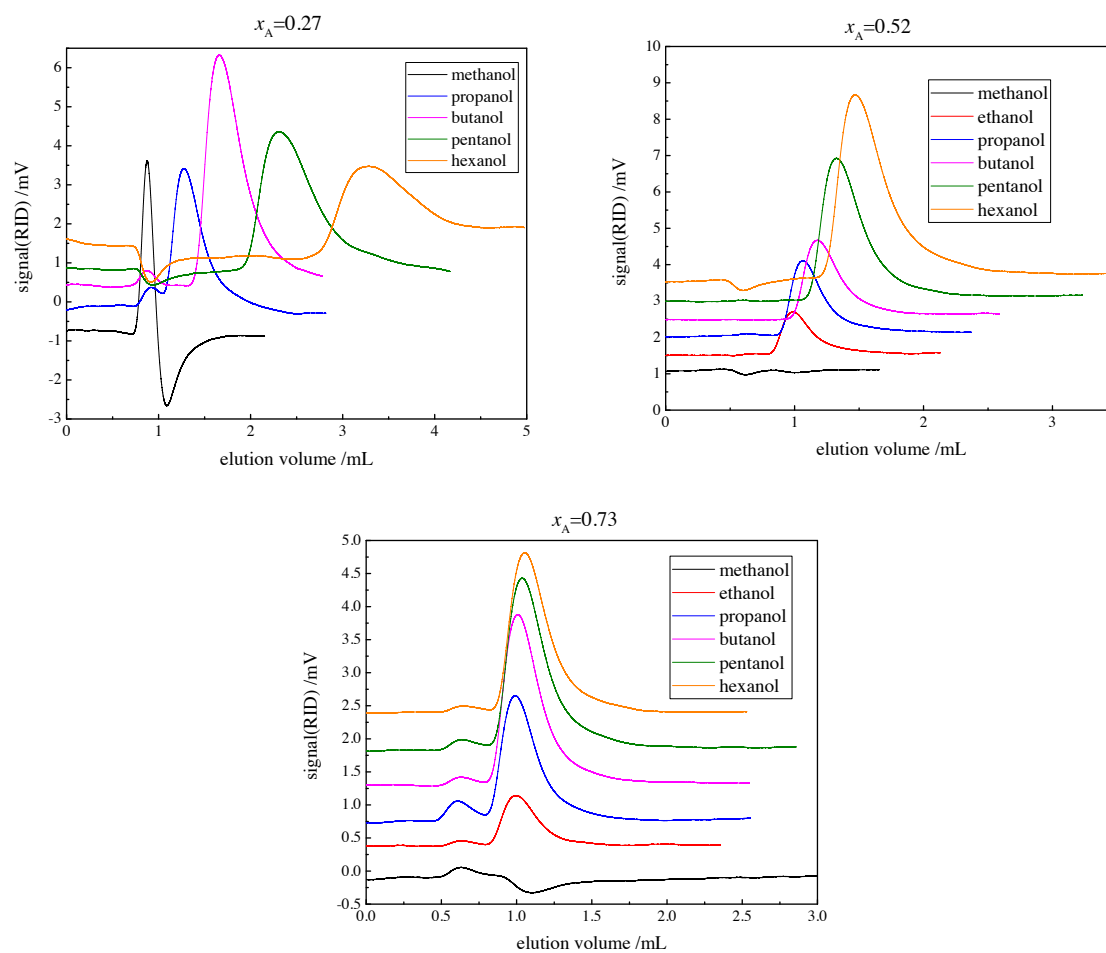 x_A=0.27
signal(RID) /mV
6
5
4
3
2
1
0
-1
-2
-3
methanol
propanol
butanol
pentanol
hexanol
0 1 2 3 4 5
elution volume /mL
x_A=0.52
signal(RID) /mV
10
9
8
7
6
5
4
3
2
1
0
methanol
ethanol
propanol
butanol
pentanol
hexanol
0 1 2 3
elution volume /mL
x_A=0.73
signal(RID) /mV
5.0
4.5
4.0
3.5
3.0
2.5
2.0
1.5
1.0
0.5
0.0
-0.5
methanol
ethanol
propanol
butanol
pentanol
hexanol
0.0 0.5 1.0 1.5 2.0 2.5 3.0
elution volume /mL